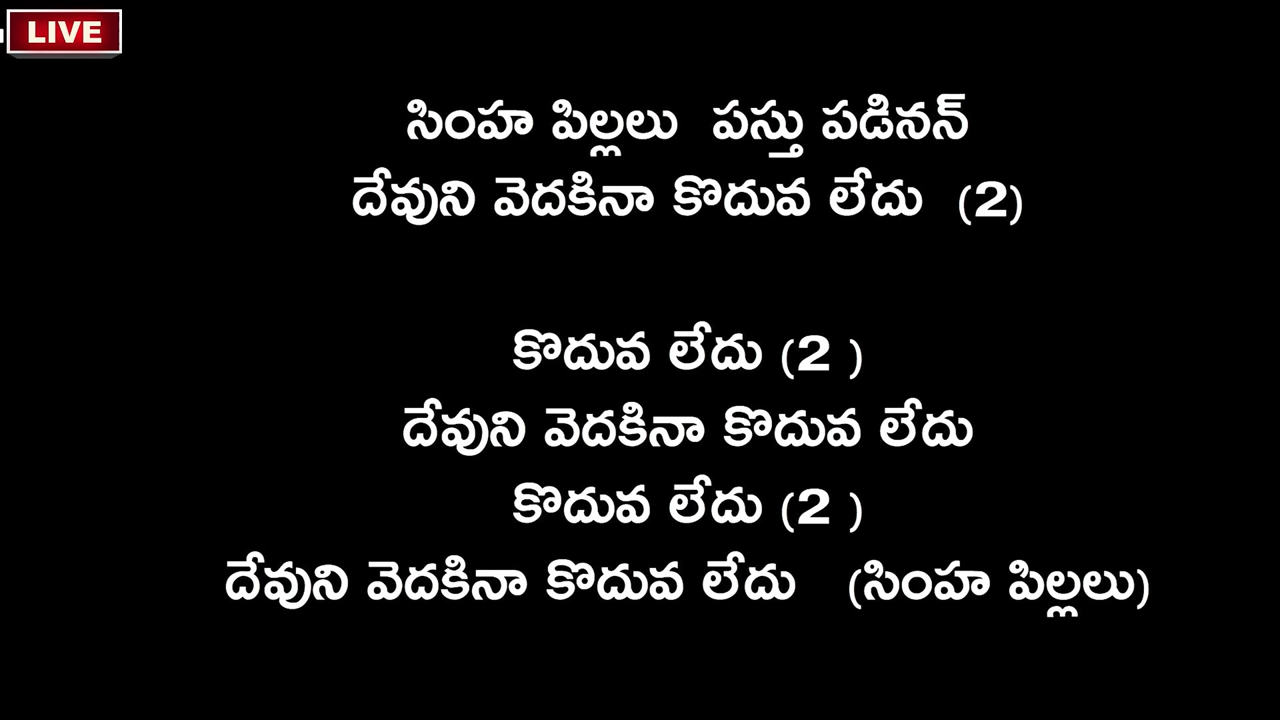 LIVE
సింహ పిల్లలు  పస్తు పడినన్
దేవుని వెదకినా కొదువ లేదు  (2)
కొదువ లేదు (2 )
దేవుని వెదకినా కొదువ లేదు
కొదువ లేదు (2 )
దేవుని వెదకినా కొదువ లేదు   (సింహ పిల్లలు)